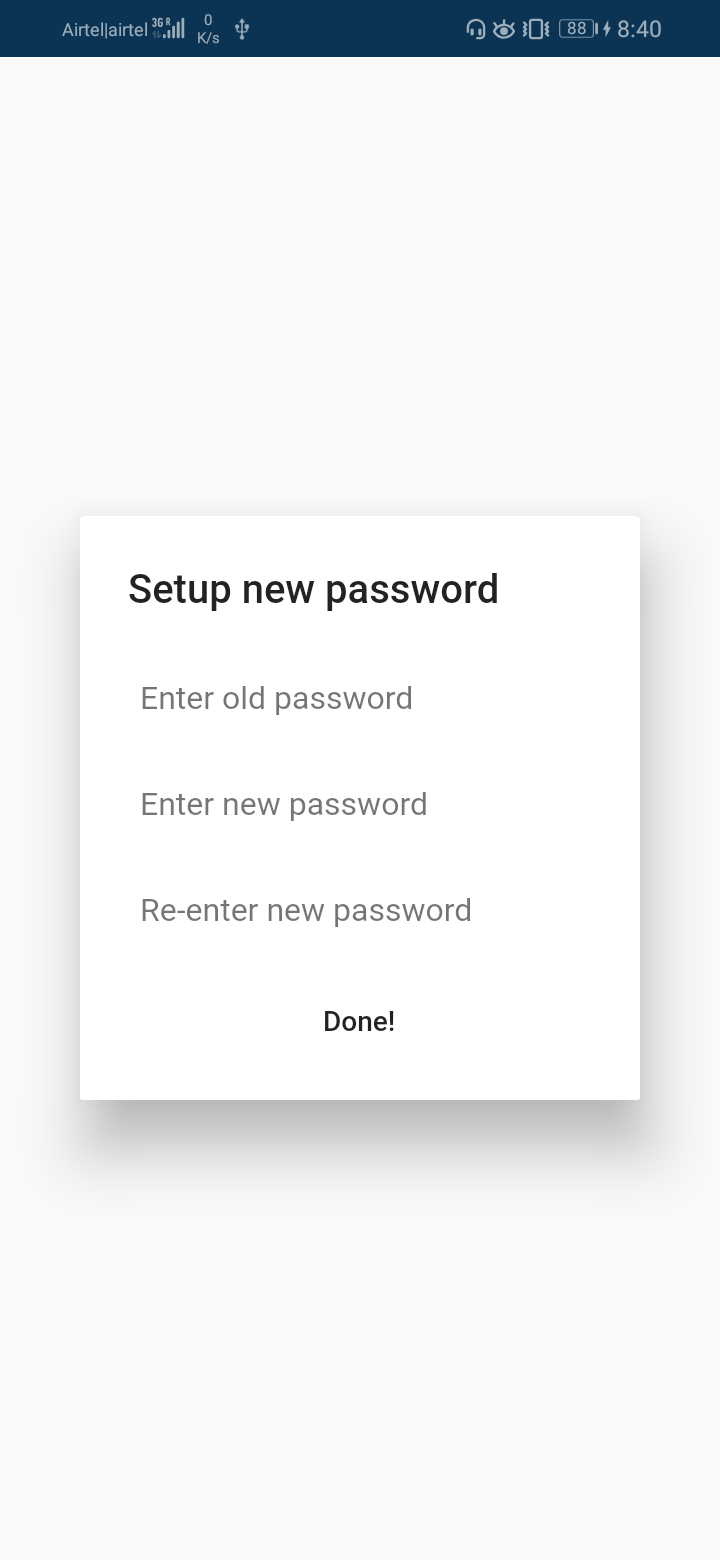 Airtel|airtel 3G R 0 K/s 88 8:40
Setup new password
Enter old password
Enter new password
Re-enter new password
Done!